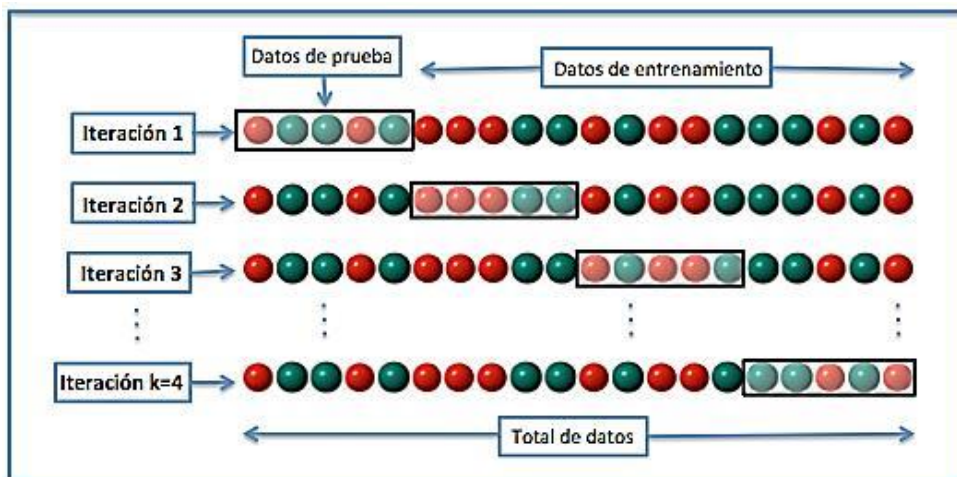 Datos de prueba
Datos de entrenamiento
Iteración 1
Iteración 2
Iteración 3
Iteración k=4
Total de datos